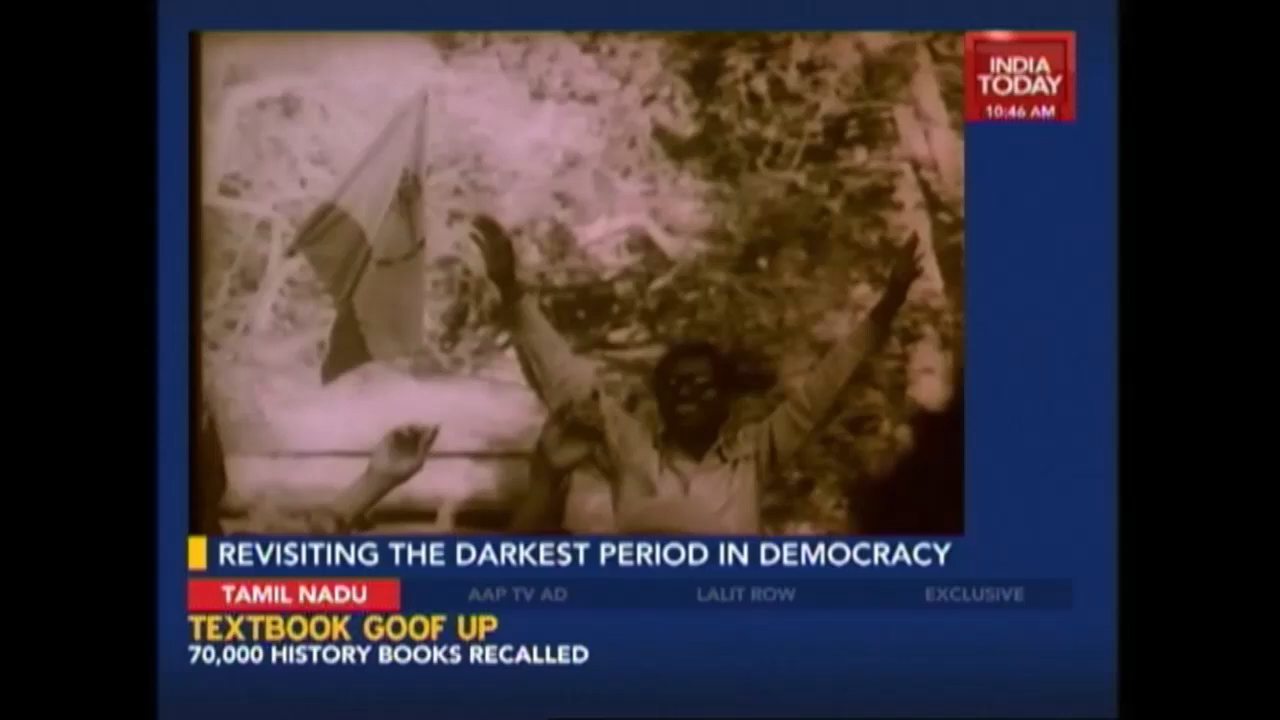 INDIA
TODAY
10:46 AM
REVISITING THE DARKEST PERIOD IN DEMOCRACY
TAMIL NADU AAP TV AD LALIT ROW EXCLUSIVE
TEXTBOOK GOOF UP
70,000 HISTORY BOOKS RECALLED